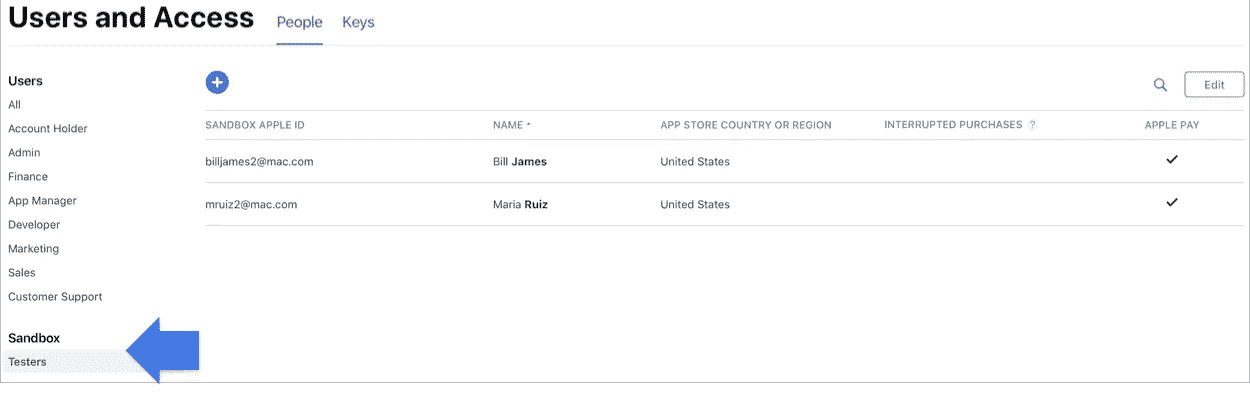 Users and Access People Keys
Users
All
Account Holder
Admin
Finance
App Manager
Developer
Marketing
Sales
Customer Support
Sandbox
Testers
Edit
SANDBOX APPLE ID NAME APP STORE COUNTRY OR REGION INTERRUPTED PURCHASES ? APPLE PAY
billjames2@mac.com Bill James United States
mruiz2@mac.com Maria Ruiz United States